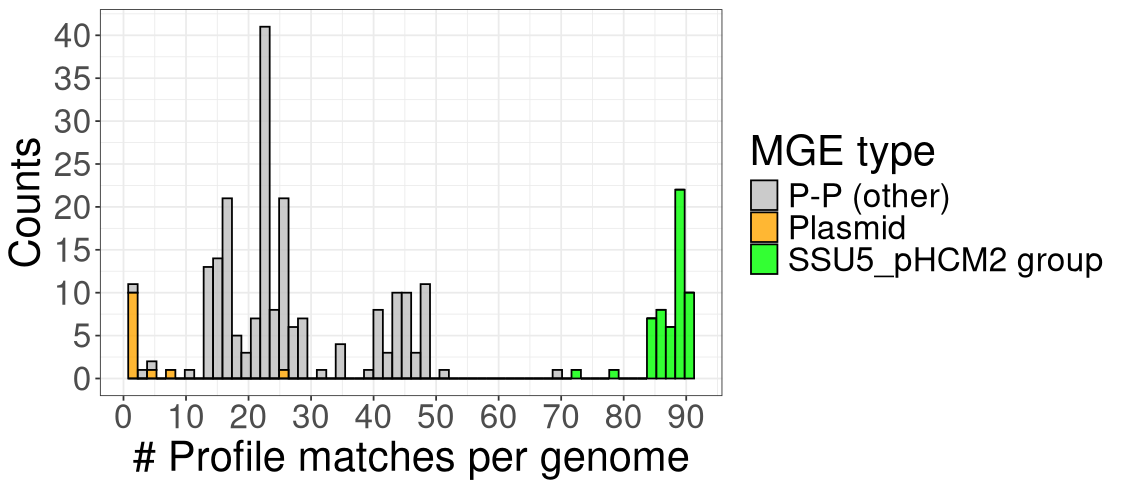 40
35
30
25
20
15
10
5
0
Counts
0 10 20 30 40 50 60 70 80 90
# Profile matches per genome
MGE type
P-P (other)
Plasmid
SSU5_pHCM2 group